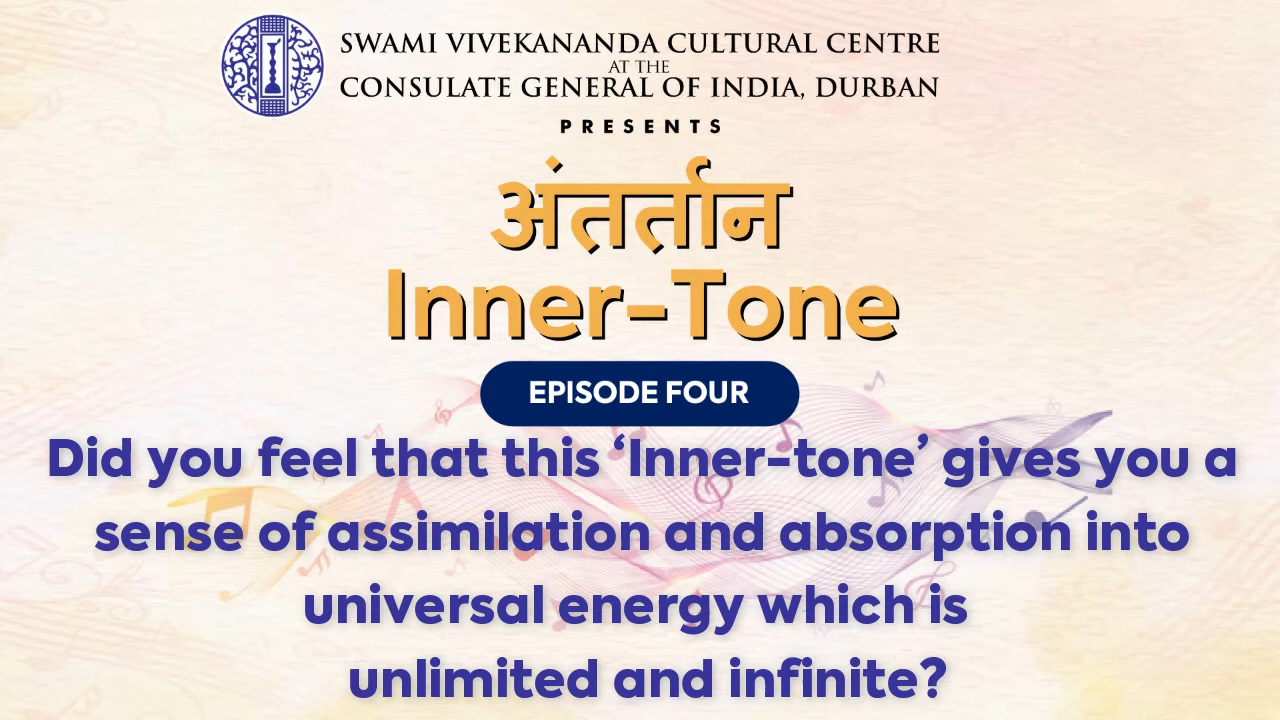 SWAMI VIVEKANANDA CULTURAL CENTRE
AT THE
CONSULATE GENERAL OF INDIA, DURBAN
PRESENTS
अंतर्तान
Inner-Tone
EPISODE FOUR
Did you feel that this ‘Inner-tone’ gives you a
sense of assimilation and absorption into
universal energy which is
unlimited and infinite?